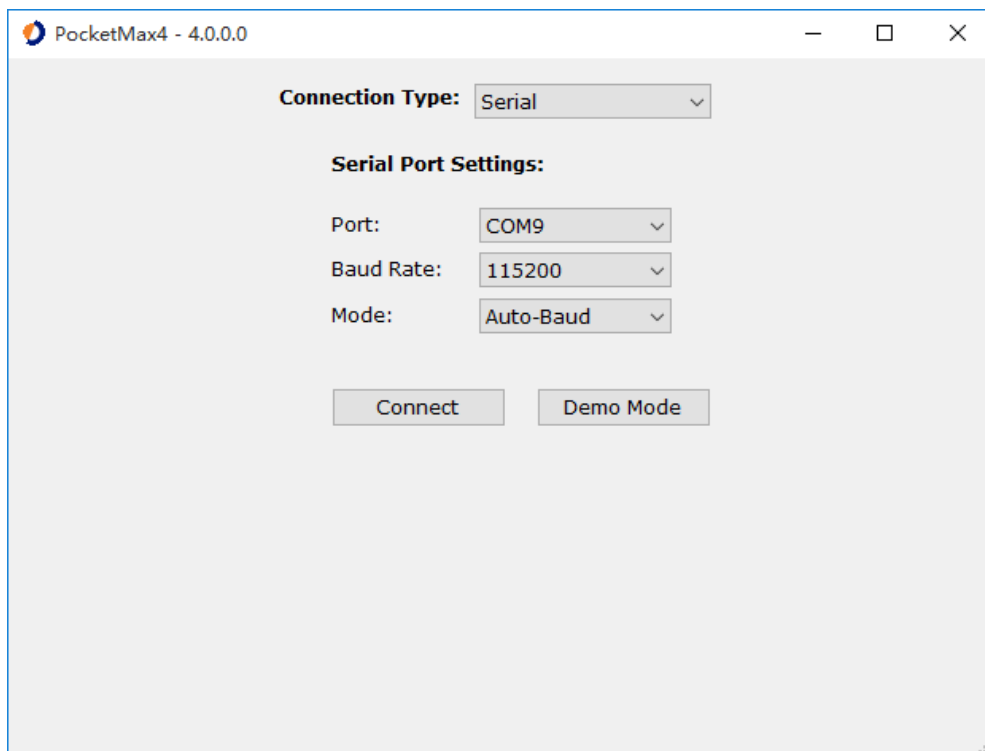 PocketMax4 - 4.0.0.0
Connection Type: Serial
Serial Port Settings:
Port: COM9
Baud Rate: 115200
Mode: Auto-Baud
Connect Demo Mode